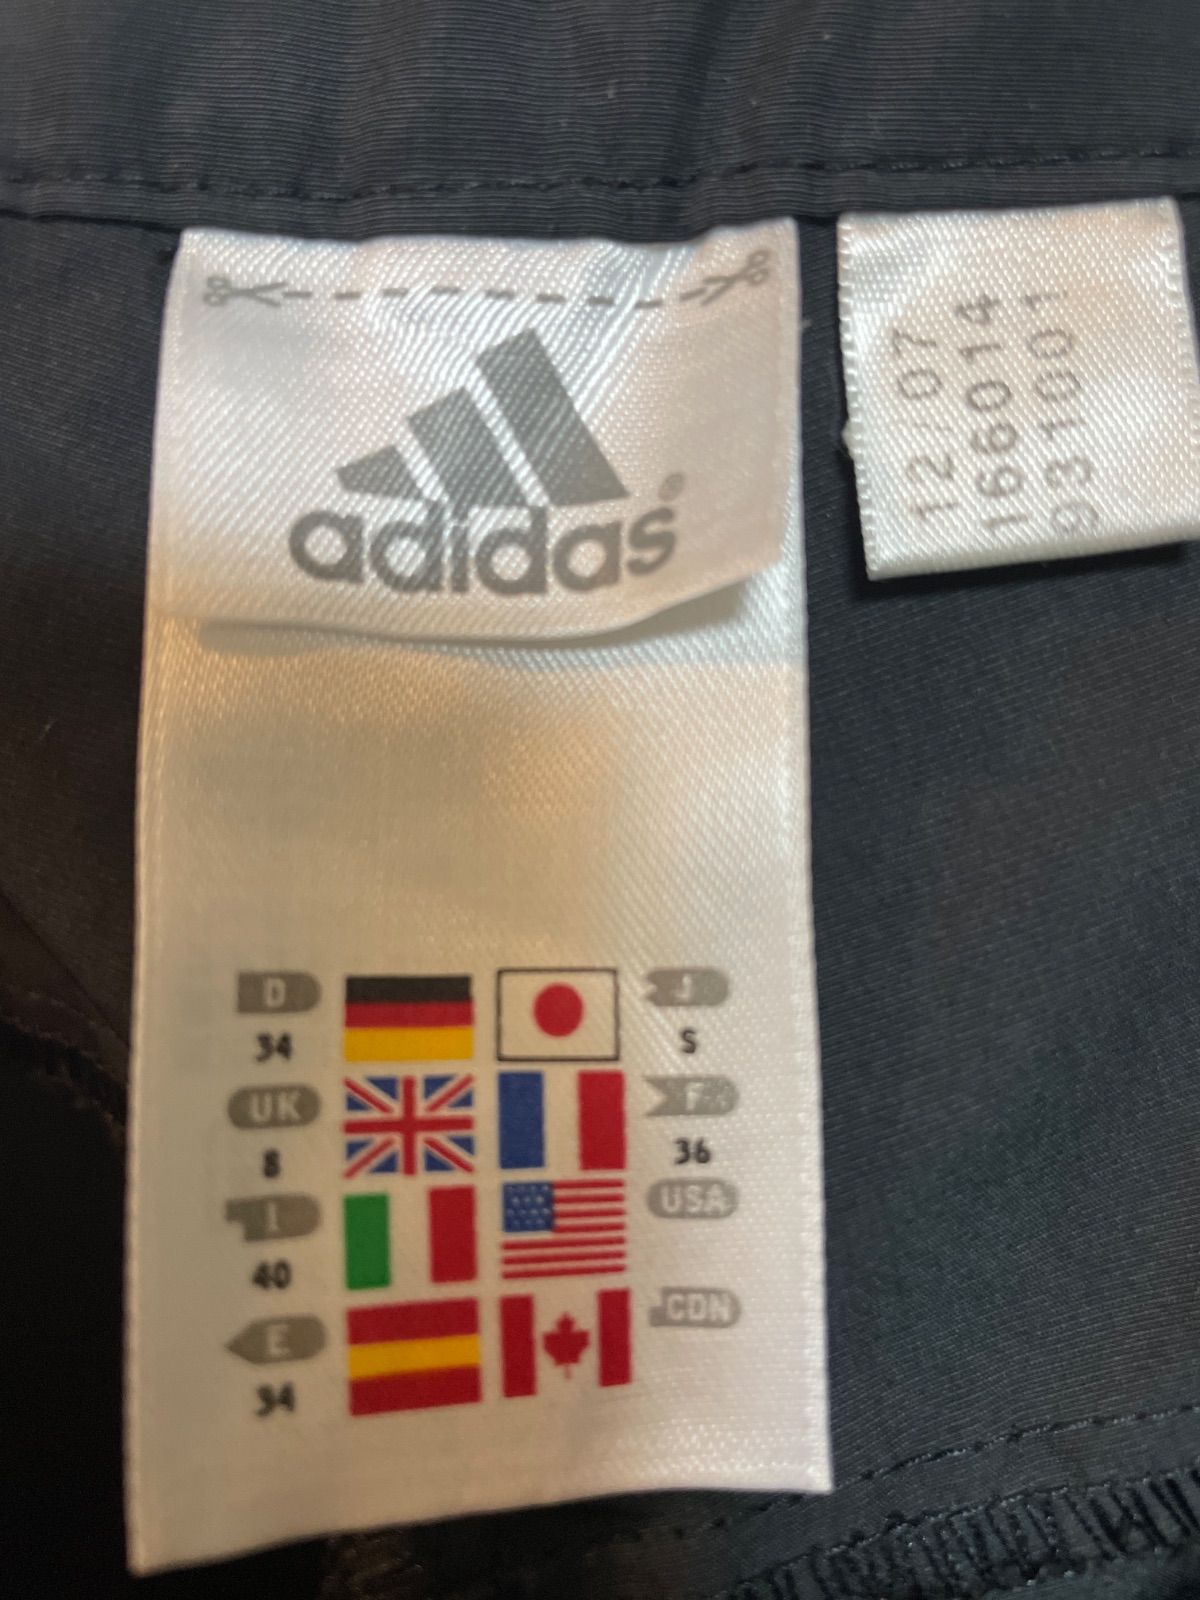 adidas®
12/07
166014
931001
D
34
J
S
UK
8
F
36
I
40
USA
E
34
CDN